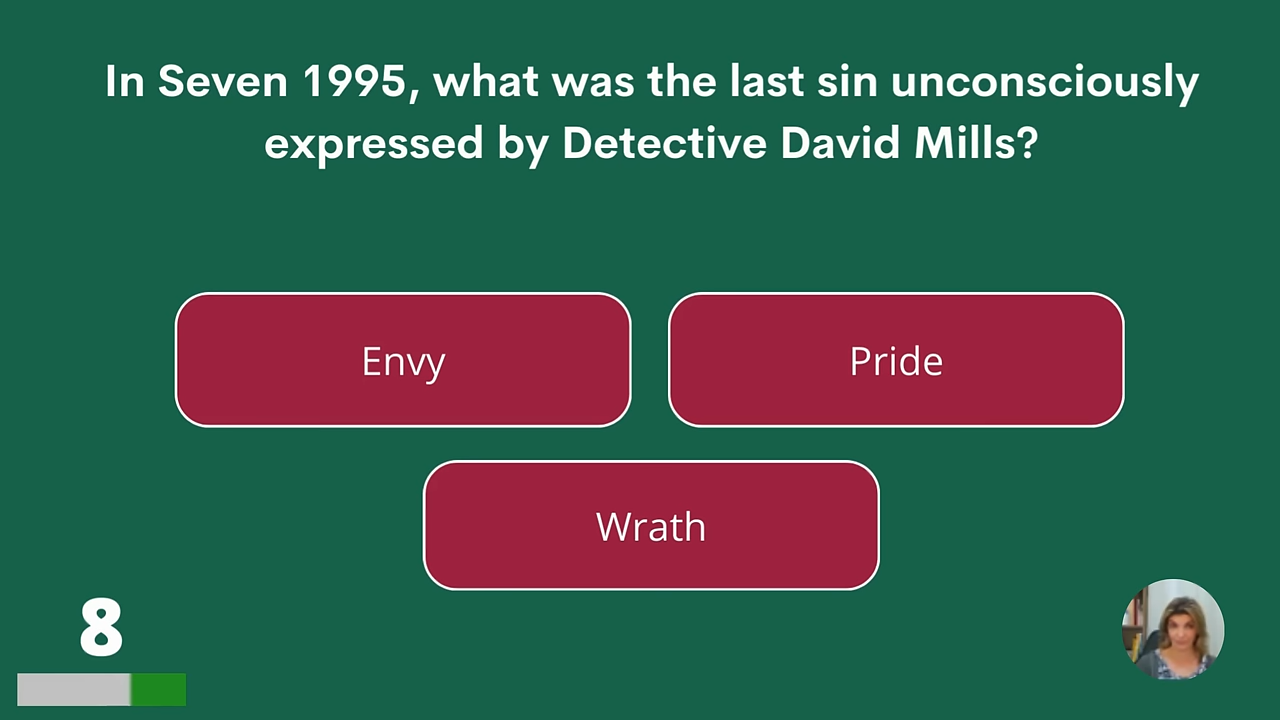 In Seven 1995, what was the last sin unconsciously
expressed by Detective David Mills?
Envy
Pride
Wrath
8